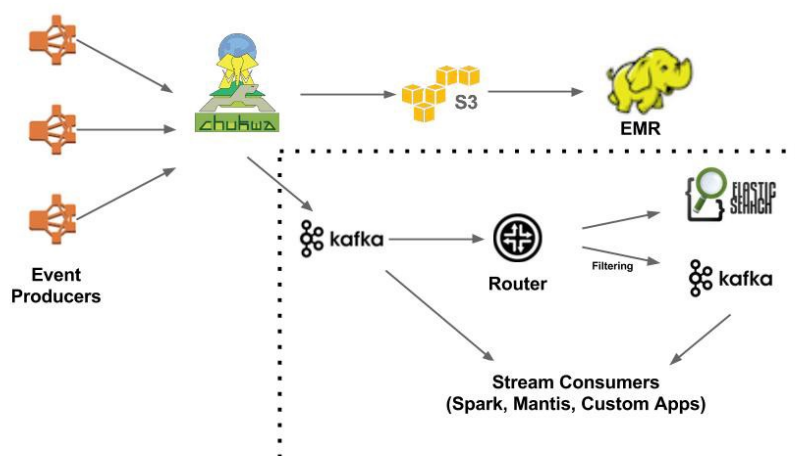 chukwa
S3
EMR
Event
Producers
kafka
Router
Filtering
ELASTIC
SEARCH
kafka
Stream Consumers
(Spark, Mantis, Custom Apps)